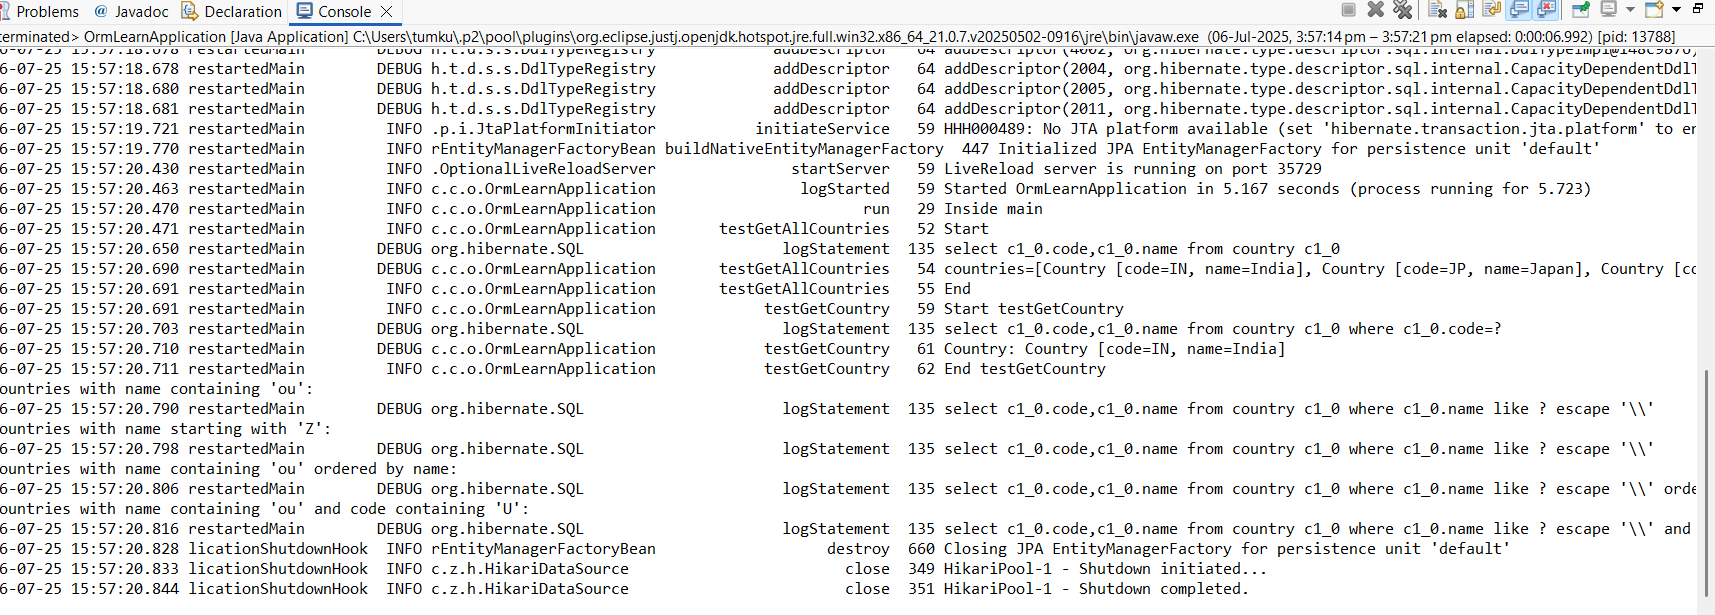 Problems @ Javadoc Declaration Console
terminated> OrmLearnApplication [Java Application] C:\Users\tumku\.p2\pool\plugins\org.eclipse.justj.openjdk.hotspot.jre.full.win32.x86_64_21.0.7.v20250502-0916\jre\bin\javaw.exe (06-Jul-2025, 3:57:14 pm – 3:57:21 pm elapsed: 0:00:06.992) [pid: 13788]
6-07-25 15:57:18.678 restartedMain DEBUG h.t.d.s.s.DdlTypeRegistry addDescriptor 64 addDescriptor(4002, org.hibernate.type.descriptor.sql.internal.DdlTypeImpl@148c9876,
6-07-25 15:57:18.678 restartedMain DEBUG h.t.d.s.s.DdlTypeRegistry addDescriptor 64 addDescriptor(2004, org.hibernate.type.descriptor.sql.internal.CapacityDependentDdlT
6-07-25 15:57:18.680 restartedMain DEBUG h.t.d.s.s.DdlTypeRegistry addDescriptor 64 addDescriptor(2005, org.hibernate.type.descriptor.sql.internal.CapacityDependentDdlT
6-07-25 15:57:18.681 restartedMain DEBUG h.t.d.s.s.DdlTypeRegistry addDescriptor 64 addDescriptor(2011, org.hibernate.type.descriptor.sql.internal.CapacityDependentDdlT
6-07-25 15:57:19.721 restartedMain INFO .p.i.JtaPlatformInitiator initiateService 59 HHH000489: No JTA platform available (set 'hibernate.transaction.jta.platform' to en
6-07-25 15:57:19.770 restartedMain INFO rEntityManagerFactoryBean buildNativeEntityManagerFactory 447 Initialized JPA EntityManagerFactory for persistence unit 'default'
6-07-25 15:57:20.430 restartedMain INFO .OptionalLiveReloadServer startServer 59 LiveReload server is running on port 35729
6-07-25 15:57:20.463 restartedMain INFO c.c.o.OrmLearnApplication logStarted 59 Started OrmLearnApplication in 5.167 seconds (process running for 5.723)
6-07-25 15:57:20.470 restartedMain INFO c.c.o.OrmLearnApplication run 29 Inside main
6-07-25 15:57:20.471 restartedMain INFO c.c.o.OrmLearnApplication testGetAllCountries 52 Start
6-07-25 15:57:20.650 restartedMain DEBUG org.hibernate.SQL logStatement 135 select c1_0.code,c1_0.name from country c1_0
6-07-25 15:57:20.690 restartedMain DEBUG c.c.o.OrmLearnApplication testGetAllCountries 54 countries=[Country [code=IN, name=India], Country [code=JP, name=Japan], Country [co
6-07-25 15:57:20.691 restartedMain INFO c.c.o.OrmLearnApplication testGetAllCountries 55 End
6-07-25 15:57:20.691 restartedMain INFO c.c.o.OrmLearnApplication testGetCountry 59 Start testGetCountry
6-07-25 15:57:20.703 restartedMain DEBUG org.hibernate.SQL logStatement 135 select c1_0.code,c1_0.name from country c1_0 where c1_0.code=?
6-07-25 15:57:20.710 restartedMain DEBUG c.c.o.OrmLearnApplication testGetCountry 61 Country: Country [code=IN, name=India]
6-07-25 15:57:20.711 restartedMain INFO c.c.o.OrmLearnApplication testGetCountry 62 End testGetCountry
ountries with name containing 'ou':
6-07-25 15:57:20.790 restartedMain DEBUG org.hibernate.SQL logStatement 135 select c1_0.code,c1_0.name from country c1_0 where c1_0.name like ? escape '\\'
ountries with name starting with 'Z':
6-07-25 15:57:20.798 restartedMain DEBUG org.hibernate.SQL logStatement 135 select c1_0.code,c1_0.name from country c1_0 where c1_0.name like ? escape '\\'
ountries with name containing 'ou' ordered by name:
6-07-25 15:57:20.806 restartedMain DEBUG org.hibernate.SQL logStatement 135 select c1_0.code,c1_0.name from country c1_0 where c1_0.name like ? escape '\\' orde
ountries with name containing 'ou' and code containing 'U':
6-07-25 15:57:20.816 restartedMain DEBUG org.hibernate.SQL logStatement 135 select c1_0.code,c1_0.name from country c1_0 where c1_0.name like ? escape '\\' and
6-07-25 15:57:20.828 licationShutdownHook INFO rEntityManagerFactoryBean destroy 660 Closing JPA EntityManagerFactory for persistence unit 'default'
6-07-25 15:57:20.833 licationShutdownHook INFO c.z.h.HikariDataSource close 349 HikariPool-1 - Shutdown initiated...
6-07-25 15:57:20.844 licationShutdownHook INFO c.z.h.HikariDataSource close 351 HikariPool-1 - Shutdown completed.